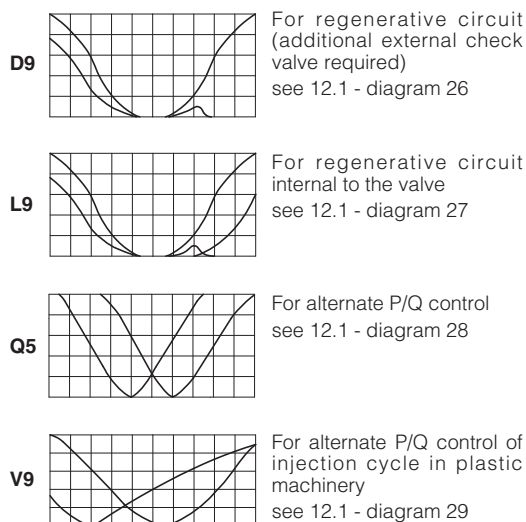 D9
For regenerative circuit
(additional external check
valve required)
see 12.1 - diagram 26
L9
For regenerative circuit
internal to the valve
see 12.1 - diagram 27
Q5
For alternate P/Q control
see 12.1 - diagram 28
V9
For alternate P/Q control of
injection cycle in plastic
machinery
see 12.1 - diagram 29